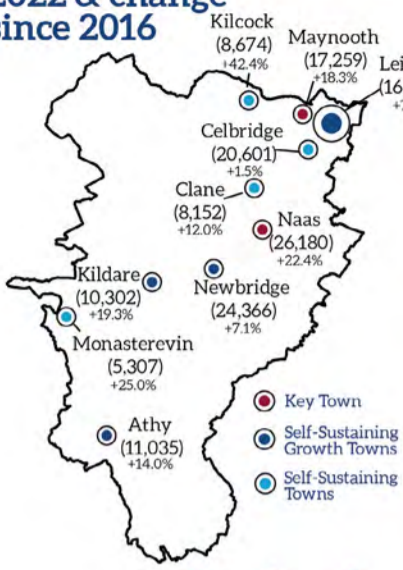 2022 & change
since 2016
Kilcock
(8,674)
+42.4%
Maynooth
(17,259)
+18.3%
Celbridge
(20,601)
+1.5%
Clane
(8,152)
+12.0%
Naas
(26,180)
+22.4%
Kildare
(10,302)
+19.3%
Newbridge
(24,366)
+7.1%
Monasterevin
(5,307)
+25.0%
Athy
(11,035)
+14.0%
Key Town
Self-Sustaining
Growth Towns
Self-Sustaining
Towns